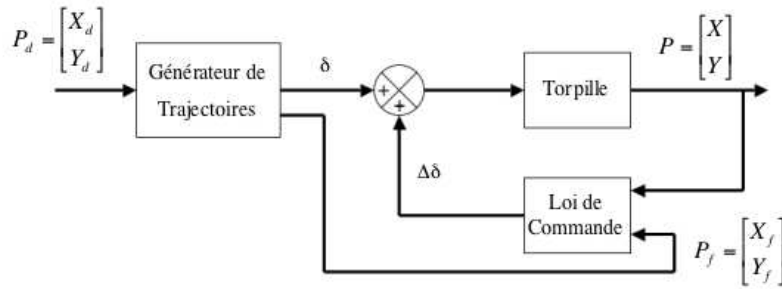 P_d = [X_d
Y_d]
P = [X
Y]
Générateur de
Trajectoires
δ
+
+
Torpille
Δδ
Loi de
Commande
P_f = [X_f
Y_f]